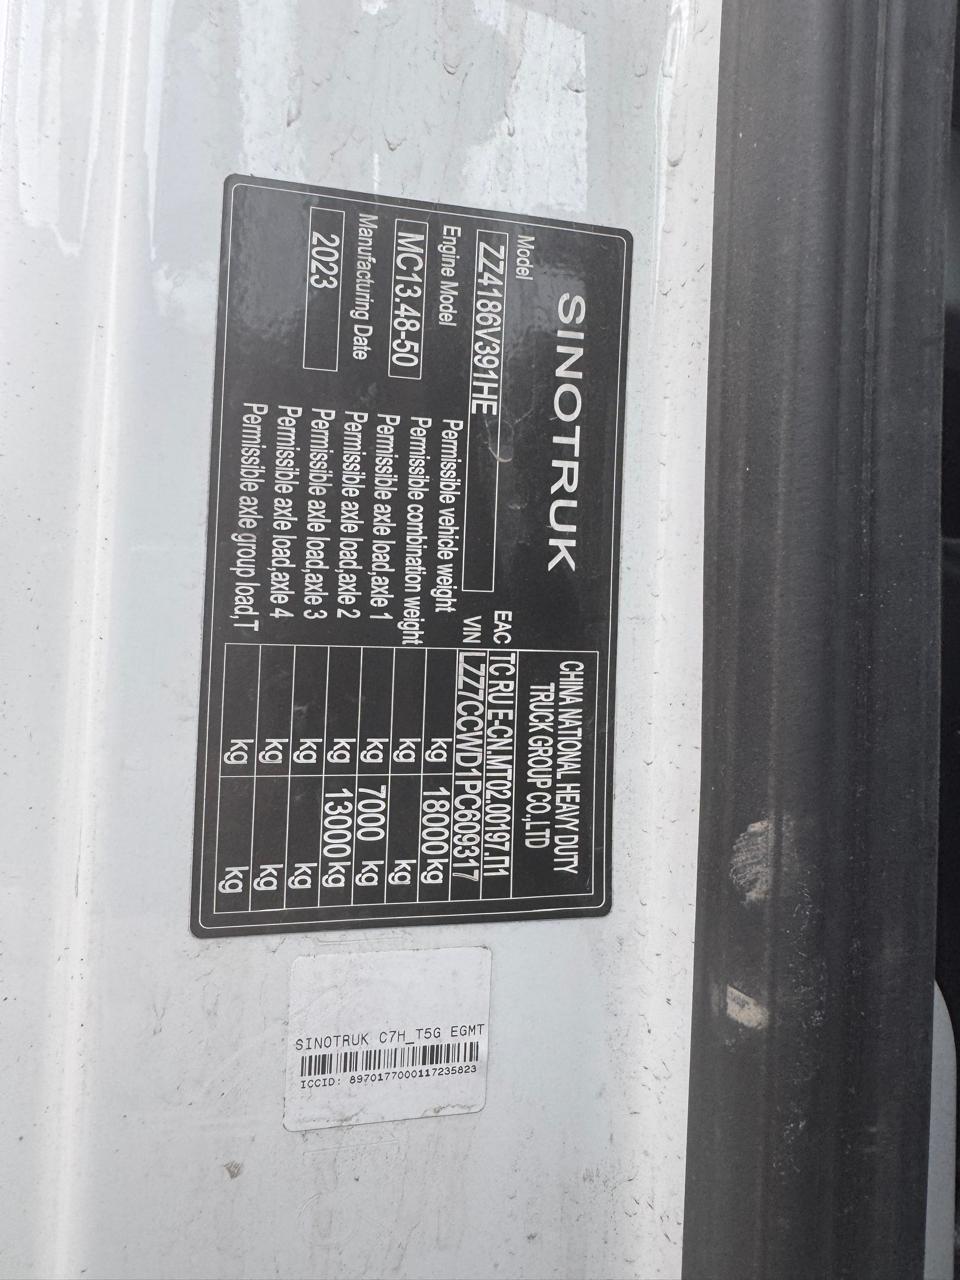 SINOTRUK
CHINA NATIONAL HEAVY DUTY
TRUCK GROUP CO.,LTD
Model
ZZ4186V391HE
EAC TC RU E-CN.MT02.00197.П1
VIN LZZ7CCWD1PC609317
Engine Model
MC13.48-50
Manufacturing Date
2023
Permissible vehicle weight kg 18000 kg
Permissible combination weight kg kg
Permissible axle load,axle 1 kg 7000 kg
Permissible axle load,axle 2 kg 13000 kg
Permissible axle load,axle 3 kg kg
Permissible axle load,axle 4 kg kg
Permissible axle group load,T kg kg
SINOTRUK C7H_T5G EGMT
ICCID: 8970177000117235823